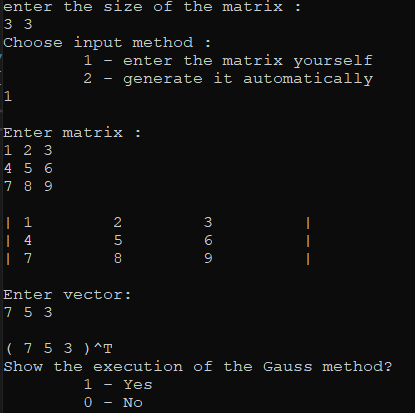 enter the size of the matrix :
3 3
Choose input method :
1 - enter the matrix yourself
2 - generate it automatically
1
Enter matrix :
1 2 3
4 5 6
7 8 9
| 1 2 3 |
| 4 5 6 |
| 7 8 9 |
Enter vector:
7 5 3
( 7 5 3 )^T
Show the execution of the Gauss method?
1 - Yes
0 - No